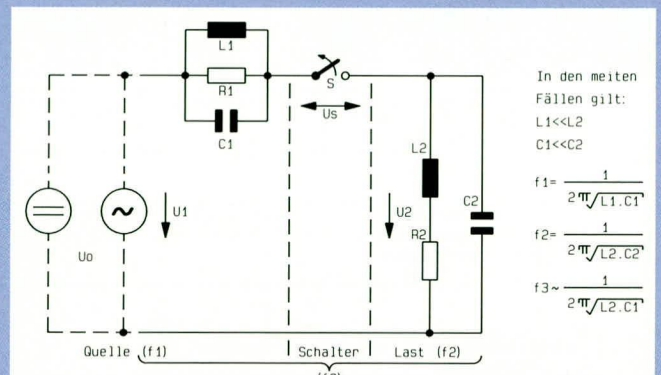 L1
R1
C1
S
Us
L2
R2
C2
U1
U2
Uo
Quelle (f1)
Schalter
Last (f2)
In den meiten
Fällen gilt:
L1<<L2
C1<<C2
f1= 1 / 2π√L1.C1
f2= 1 / 2π√L2.C2
f3~ 1 / 2π√L2.C1